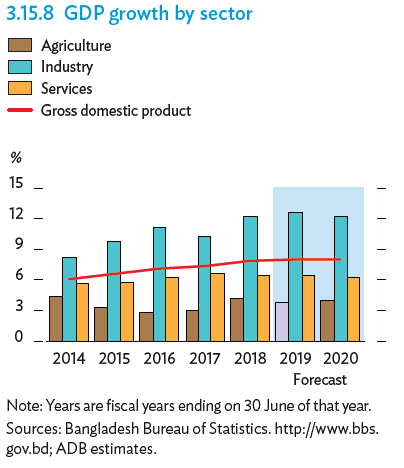 3.15.8 GDP growth by sector
Agriculture
Industry
Services
Gross domestic product
%
15
12
9
6
3
0
2014 2015 2016 2017 2018 2019 2020
Forecast
Note: Years are fiscal years ending on 30 June of that year.
Sources: Bangladesh Bureau of Statistics. http://www.bbs.
gov.bd; ADB estimates.